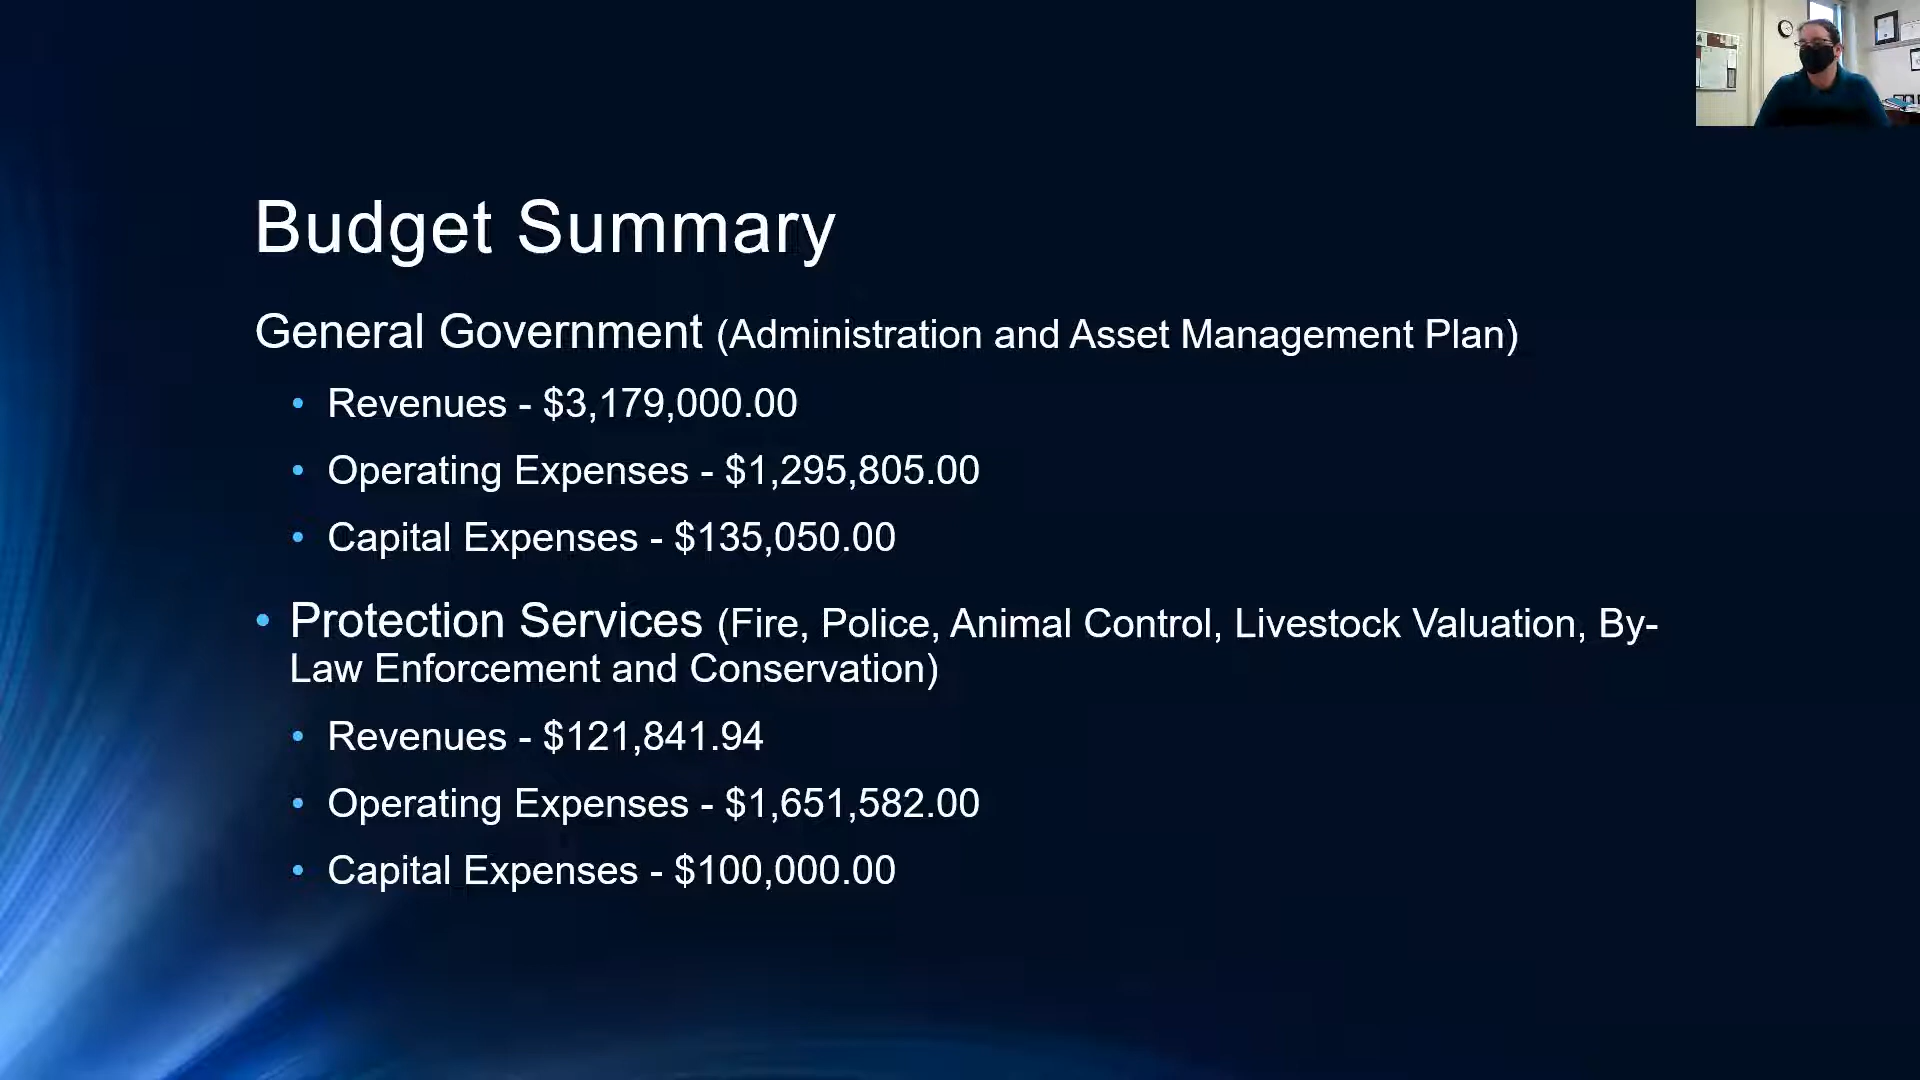 Budget Summary
General Government (Administration and Asset Management Plan)
• Revenues - $3,179,000.00
• Operating Expenses - $1,295,805.00
• Capital Expenses - $135,050.00
• Protection Services (Fire, Police, Animal Control, Livestock Valuation, By-
Law Enforcement and Conservation)
• Revenues - $121,841.94
• Operating Expenses - $1,651,582.00
• Capital Expenses - $100,000.00